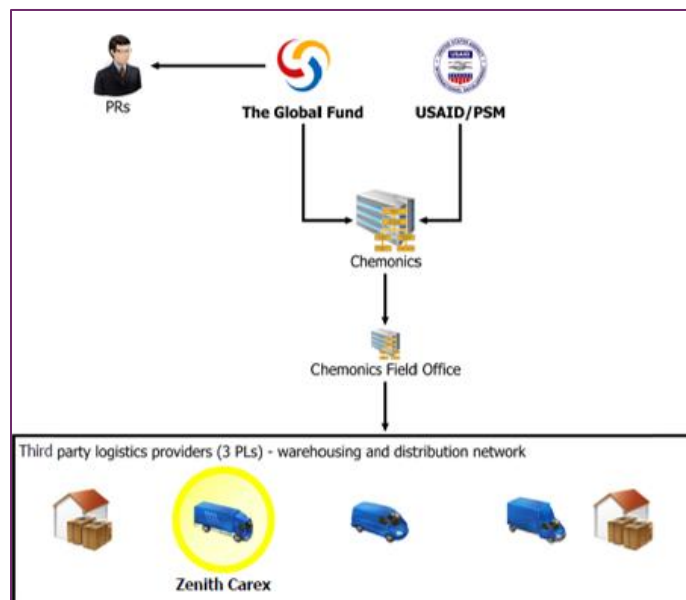 PRs
The Global Fund
USAID/PSM
USAID
Chemonics
Chemonics Field Office
Third party logistics providers (3 PLs) - warehousing and distribution network
Zenith Carex